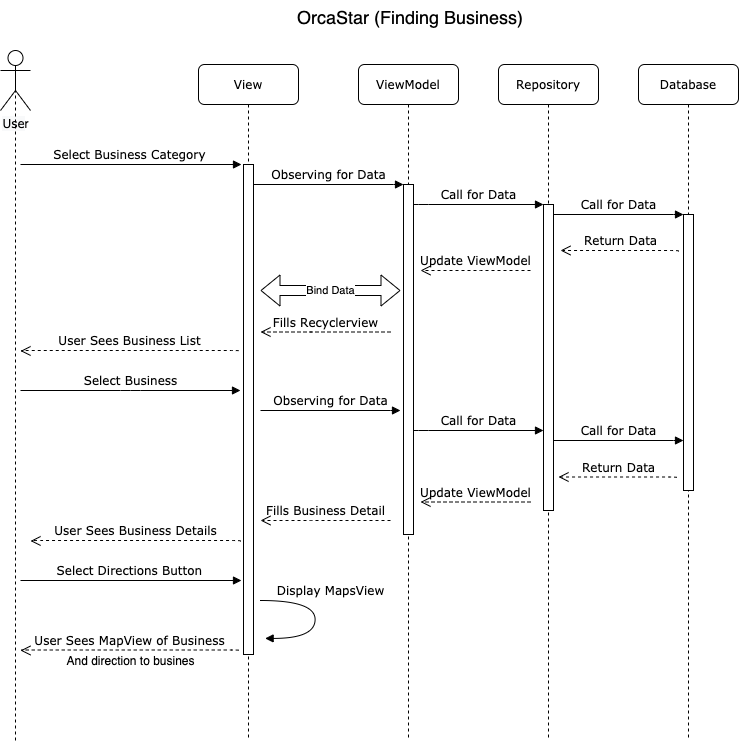 OrcaStar (Finding Business)
View
ViewModel
Repository
Database
User
Select Business Category
Observing for Data
Call for Data
Call for Data
Return Data
Update ViewModel
Bind Data
Fills Recyclerview
User Sees Business List
Select Business
Observing for Data
Call for Data
Call for Data
Return Data
Update ViewModel
Fills Business Detail
User Sees Business Details
Select Directions Button
Display MapsView
User Sees MapView of Business
And direction to busines